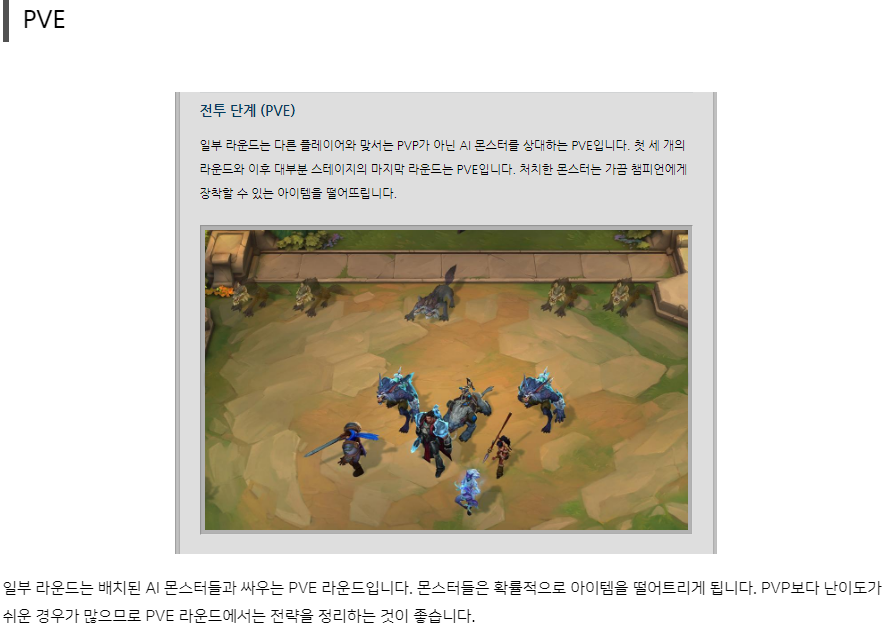 PVE
전투 단계 (PVE)
일부 라운드는 다른 플레이어와 맞서는 PVP가 아닌 AI 몬스터를 상대하는 PVE입니다. 첫 세 개의
라운드와 이후 대부분 스테이지의 마지막 라운드는 PVE입니다. 처치한 몬스터는 가끔 챔피언에게
장착할 수 있는 아이템을 떨어뜨립니다.
일부 라운드는 배치된 AI 몬스터들과 싸우는 PVE 라운드입니다. 몬스터들은 확률적으로 아이템을 떨어트리게 됩니다. PVP보다 난이도가
쉬운 경우가 많으므로 PVE 라운드에서는 전략을 정리하는 것이 좋습니다.